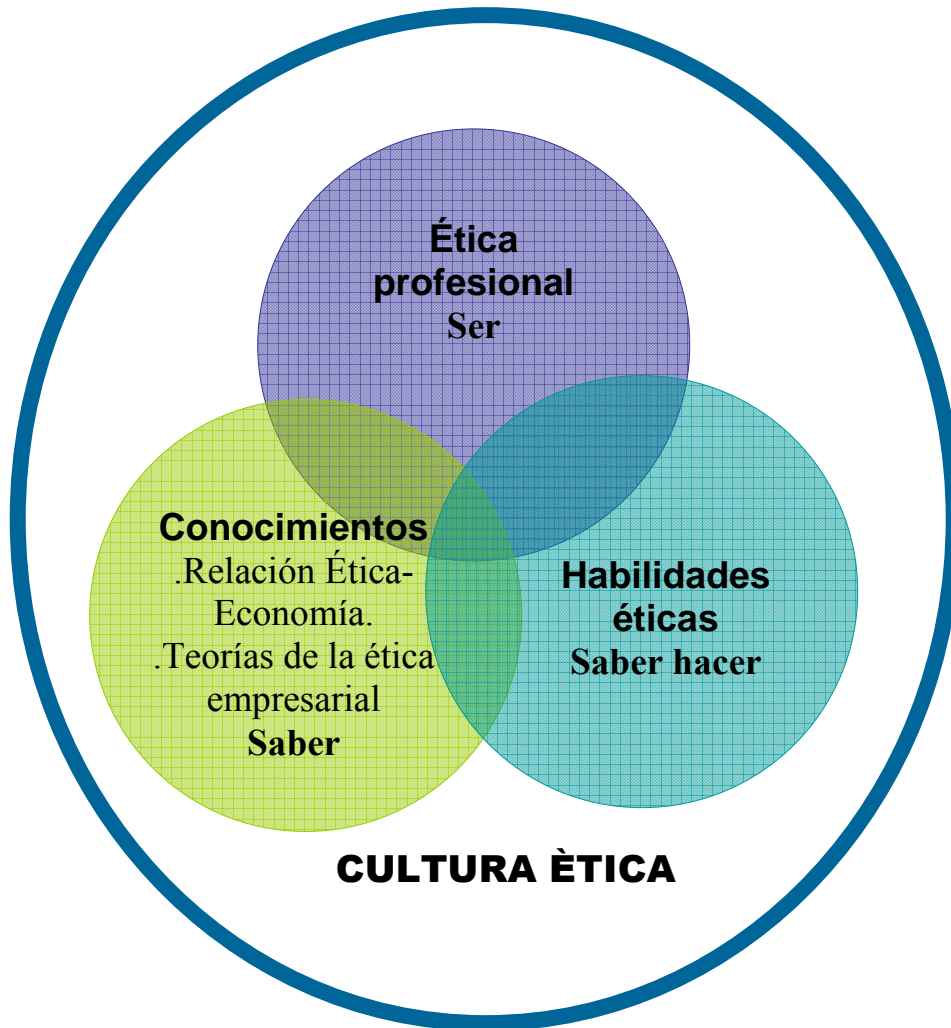 Ética
profesional
Ser
Conocimientos
.Relación Ética-
Economía.
.Teorías de la ética
empresarial
Saber
Habilidades
éticas
Saber hacer
CULTURA ÈTICA